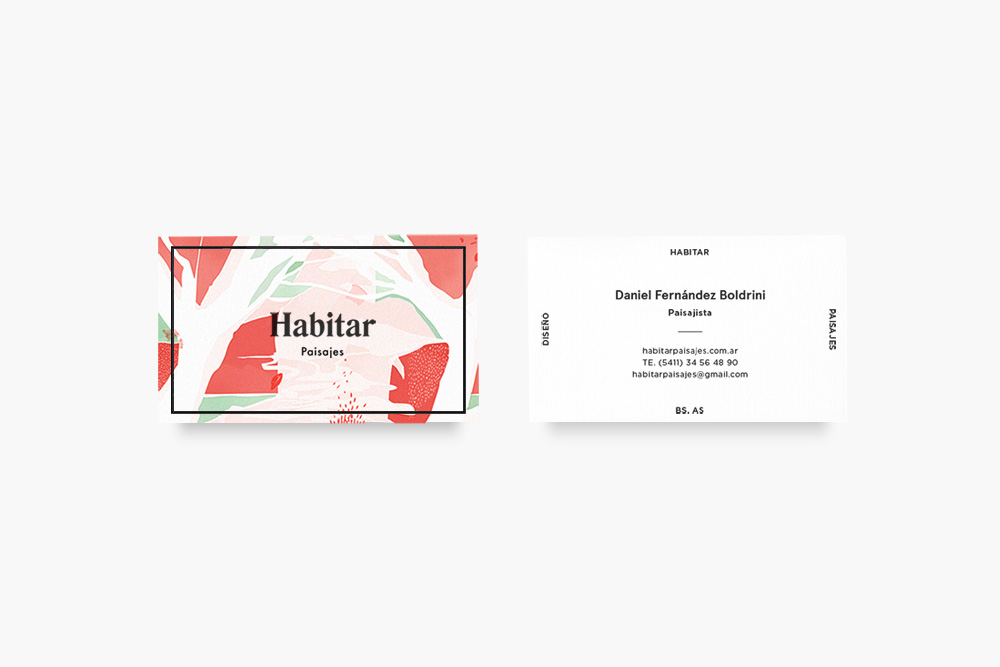 Habitar
Paisajes
HABITAR
Daniel Fernández Boldrini
Paisajista
DISEÑO
PAISAJES
habitarpaisajes.com.ar
TE. (5411) 34 56 48 90
habitarpaisajes@gmail.com
BS. AS